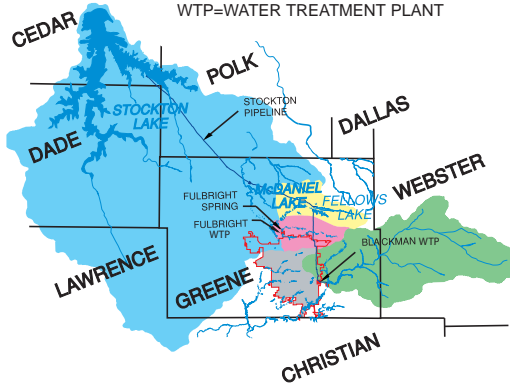 WTP=WATER TREATMENT PLANT
CEDAR
POLK
STOCKTON
LAKE
STOCKTON
PIPELINE
DALLAS
DADE
WEBSTER
McDANIEL
LAKE
FULBRIGHT
SPRING
FELLOWS
LAKE
FULBRIGHT
WTP
BLACKMAN WTP
LAWRENCE
GREENE
CHRISTIAN